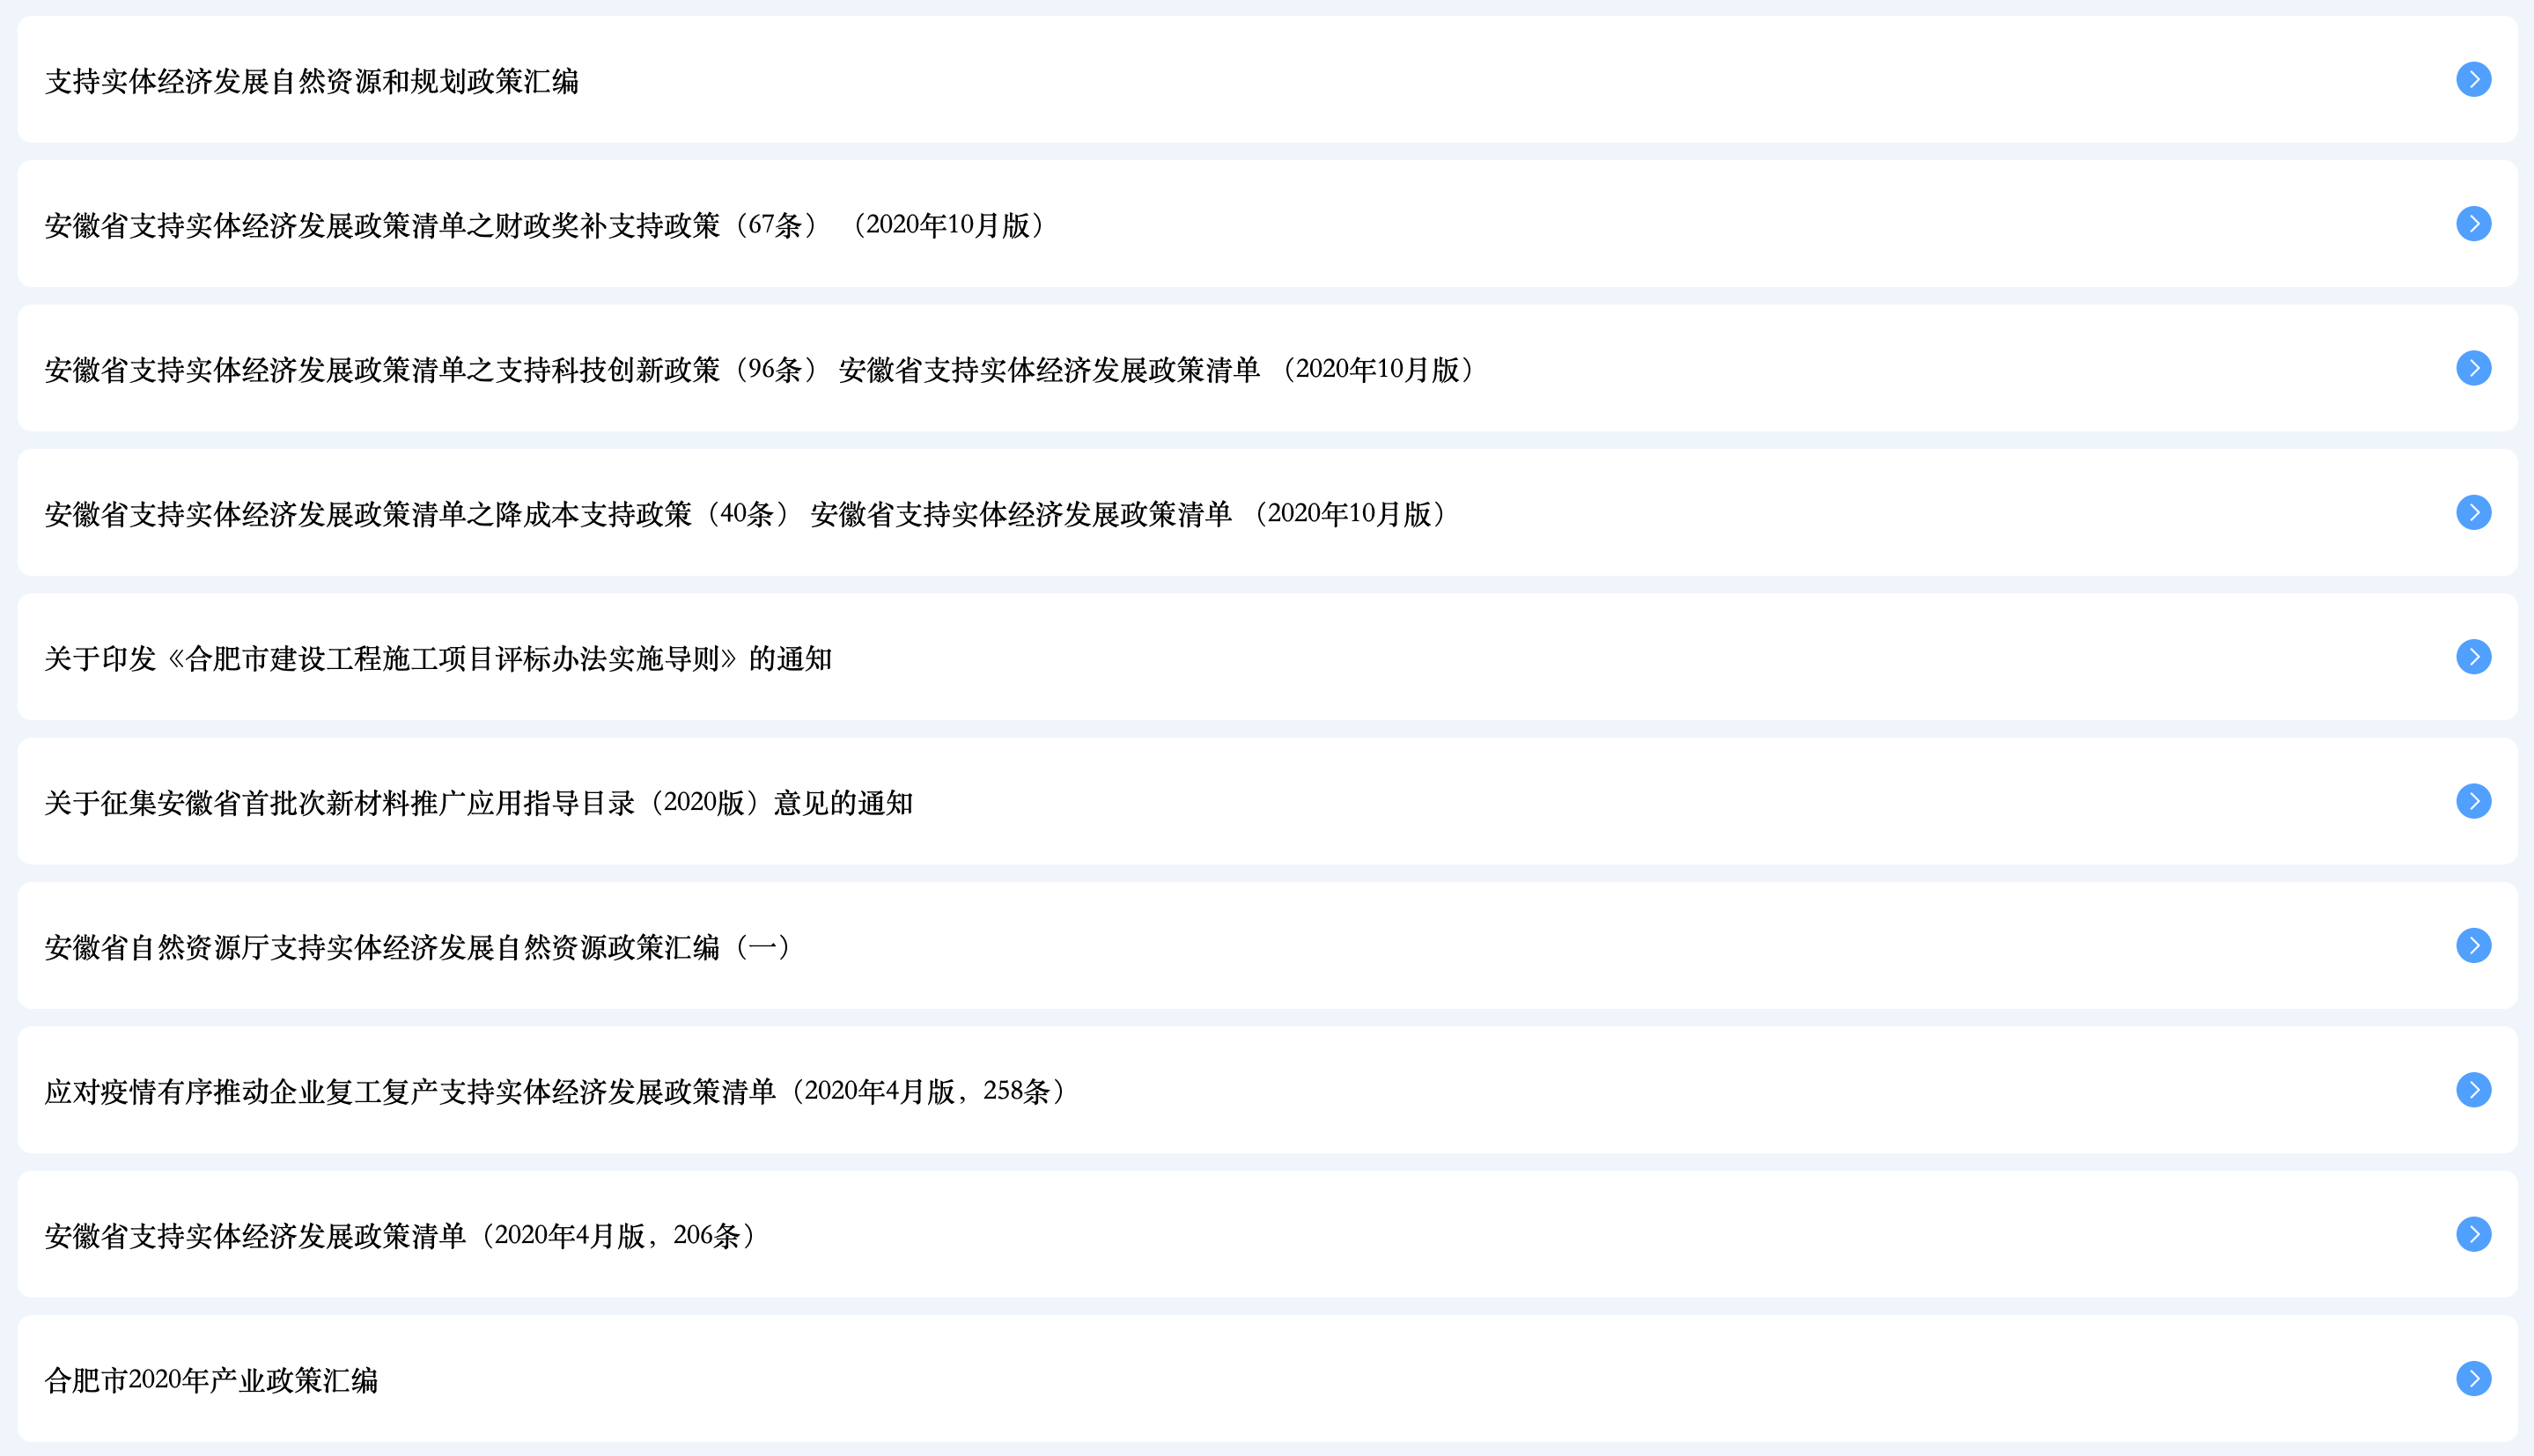 支持实体经济发展自然资源和规划政策汇编
安徽省支持实体经济发展政策清单之财政奖补支持政策（67条） （2020年10月版）
安徽省支持实体经济发展政策清单之支持科技创新政策（96条） 安徽省支持实体经济发展政策清单 （2020年10月版）
安徽省支持实体经济发展政策清单之降成本支持政策（40条） 安徽省支持实体经济发展政策清单 （2020年10月版）
关于印发《合肥市建设工程施工项目评标办法实施导则》的通知
关于征集安徽省首批次新材料推广应用指导目录（2020版）意见的通知
安徽省自然资源厅支持实体经济发展自然资源政策汇编（一）
应对疫情有序推动企业复工复产支持实体经济发展政策清单（2020年4月版，258条）
安徽省支持实体经济发展政策清单（2020年4月版，206条）
合肥市2020年产业政策汇编